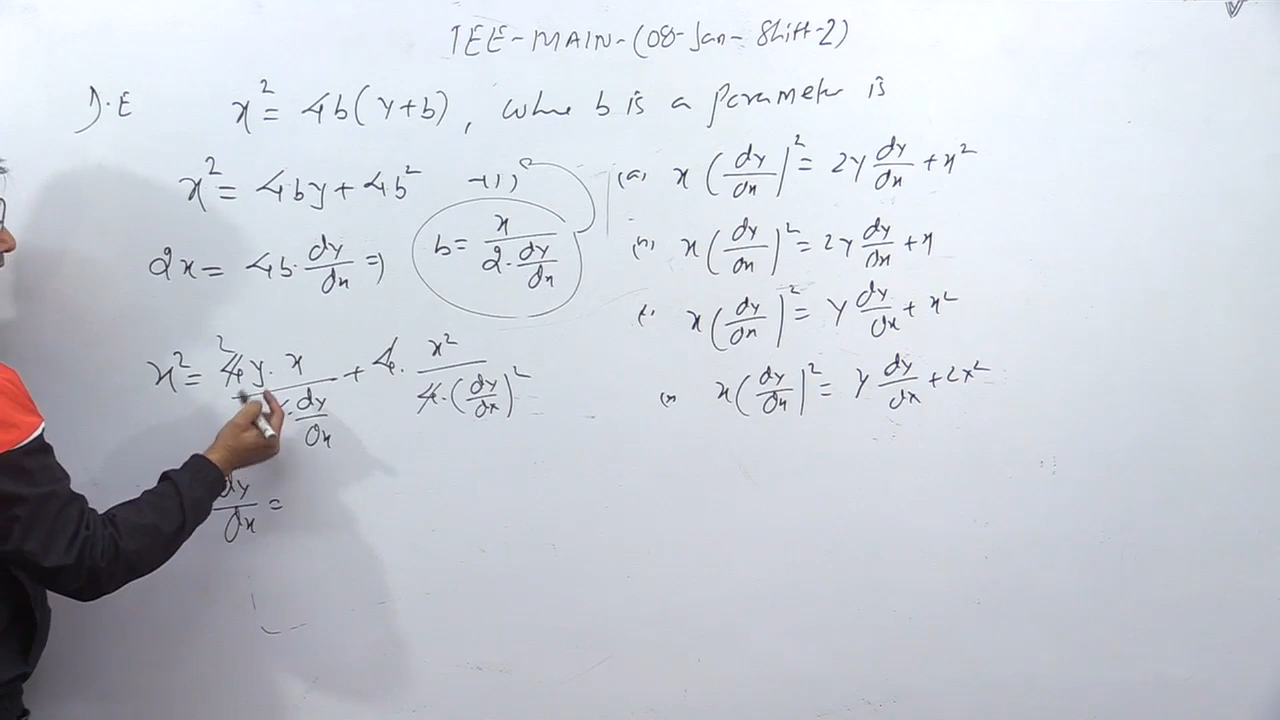 JEE-MAIN-(08-Jan-Shift-2)
D.E x² = 4b(y+b), where b is a parameter is
x² = 4by + 4b² -(1)
2x = 4b·dy/dx ⇒ b = x/(2·dy/dx)
x² = 4y·x/(·dy/dx) + 4·x²/(4·(dy/dx)²)
2
dy/dx =
(a) x(dy/dx)² = 2y dy/dx + x²
x(dy/dx)² = 2y dy/dx + x
x(dy/dx)² = y dy/dx + x²
x(dy/dx)² = y dy/dx + 2x²